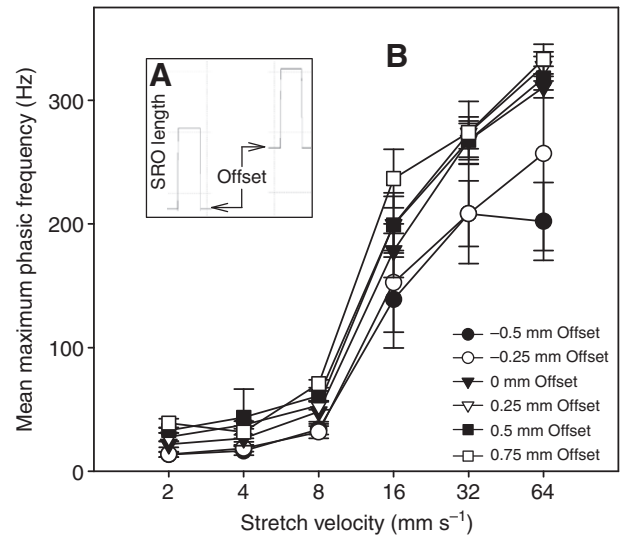 A
B
SRO length
Offset
Mean maximum phasic frequency (Hz)
300
200
100
0
2 4 8 16 32 64
Stretch velocity (mm s⁻¹)
–0.5 mm Offset
–0.25 mm Offset
0 mm Offset
0.25 mm Offset
0.5 mm Offset
0.75 mm Offset